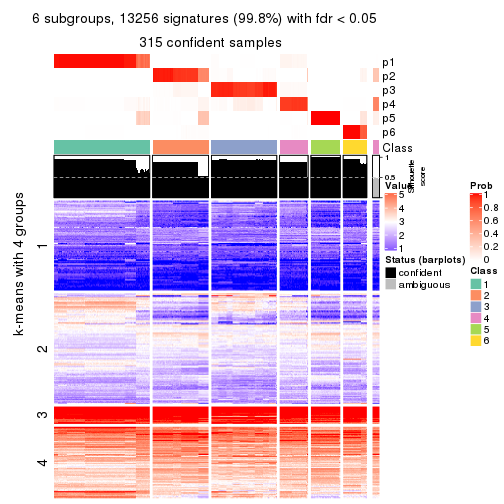 6 subgroups, 13256 signatures (99.8%) with fdr < 0.05
315 confident samples
p1
p2
p3
p4
p5
p6
Class
1
0.5
Silhouette
score
k-means with 4 groups
1
2
3
4
Value
5
4
3
2
1
Status (barplots)
confident
ambiguous
Prob
1
0.8
0.6
0.4
0.2
0
Class
1
2
3
4
5
6